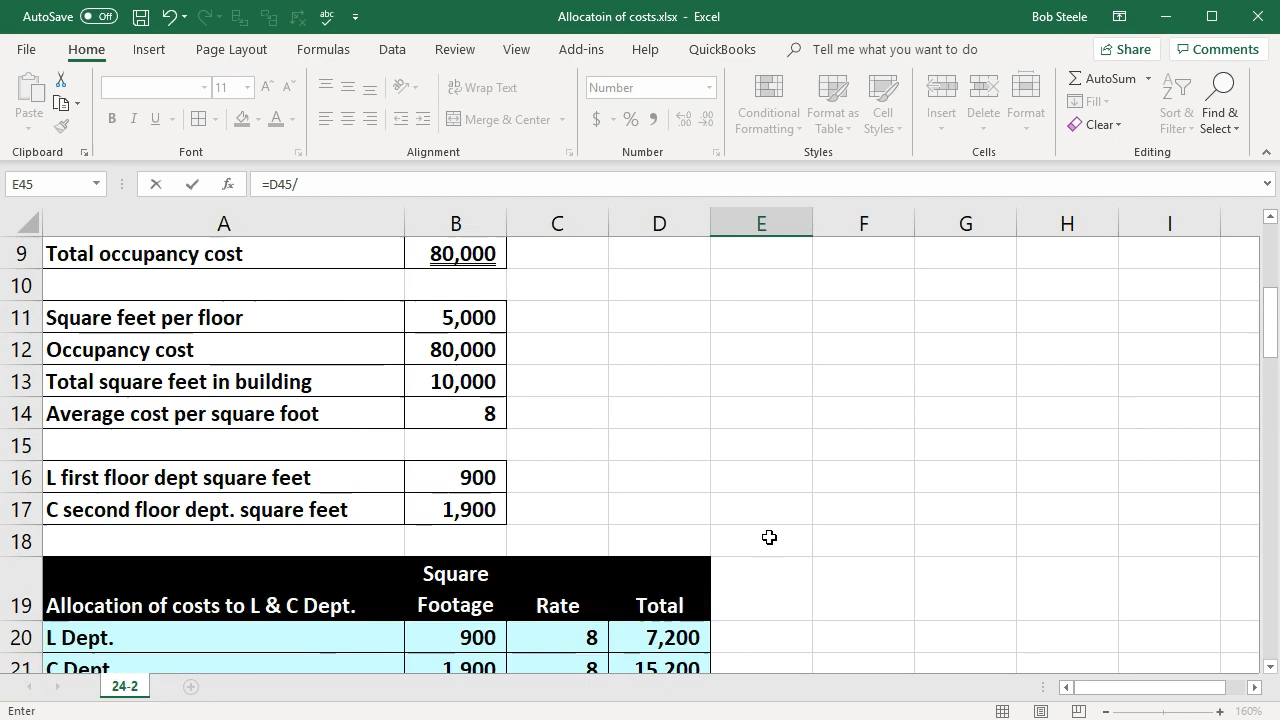 AutoSave Off abc Allocatoin of costs.xlsx - Excel Bob Steele
File Home Insert Page Layout Formulas Data Review View Add-ins Help QuickBooks Tell me what you want to do Share Comments
Paste 11 A A Wrap Text Number Conditional Formatting Format as Table Cell Styles Insert Delete Format AutoSum Sort & Filter Find & Select
B I U A Merge & Center $ % Fill
Clear
Clipboard Font Alignment Number Styles Cells Editing
E45 fx =D45/
A B C D E F G H I
9 Total occupancy cost 80,000
10
11 Square feet per floor 5,000
12 Occupancy cost 80,000
13 Total square feet in building 10,000
14 Average cost per square foot 8
15
16 L first floor dept square feet 900
17 C second floor dept. square feet 1,900
18
19 Allocation of costs to L & C Dept. Square Footage Rate Total
20 L Dept. 900 8 7,200
21 C Dept 1,900 8 15,200
24-2
Enter 160%